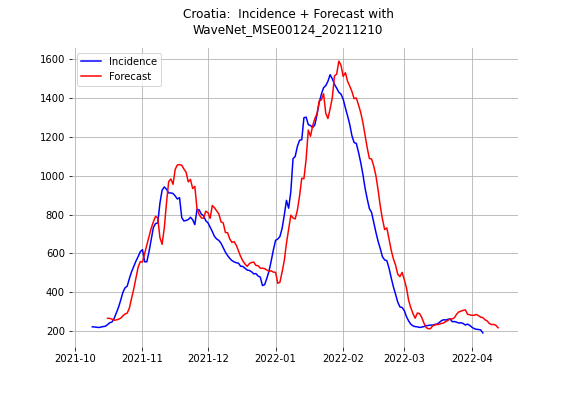 Croatia:  Incidence + Forecast with
WaveNet_MSE00124_20211210
Incidence
Forecast
1600
1400
1200
1000
800
600
400
200
2021-10 2021-11 2021-12 2022-01 2022-02 2022-03 2022-04